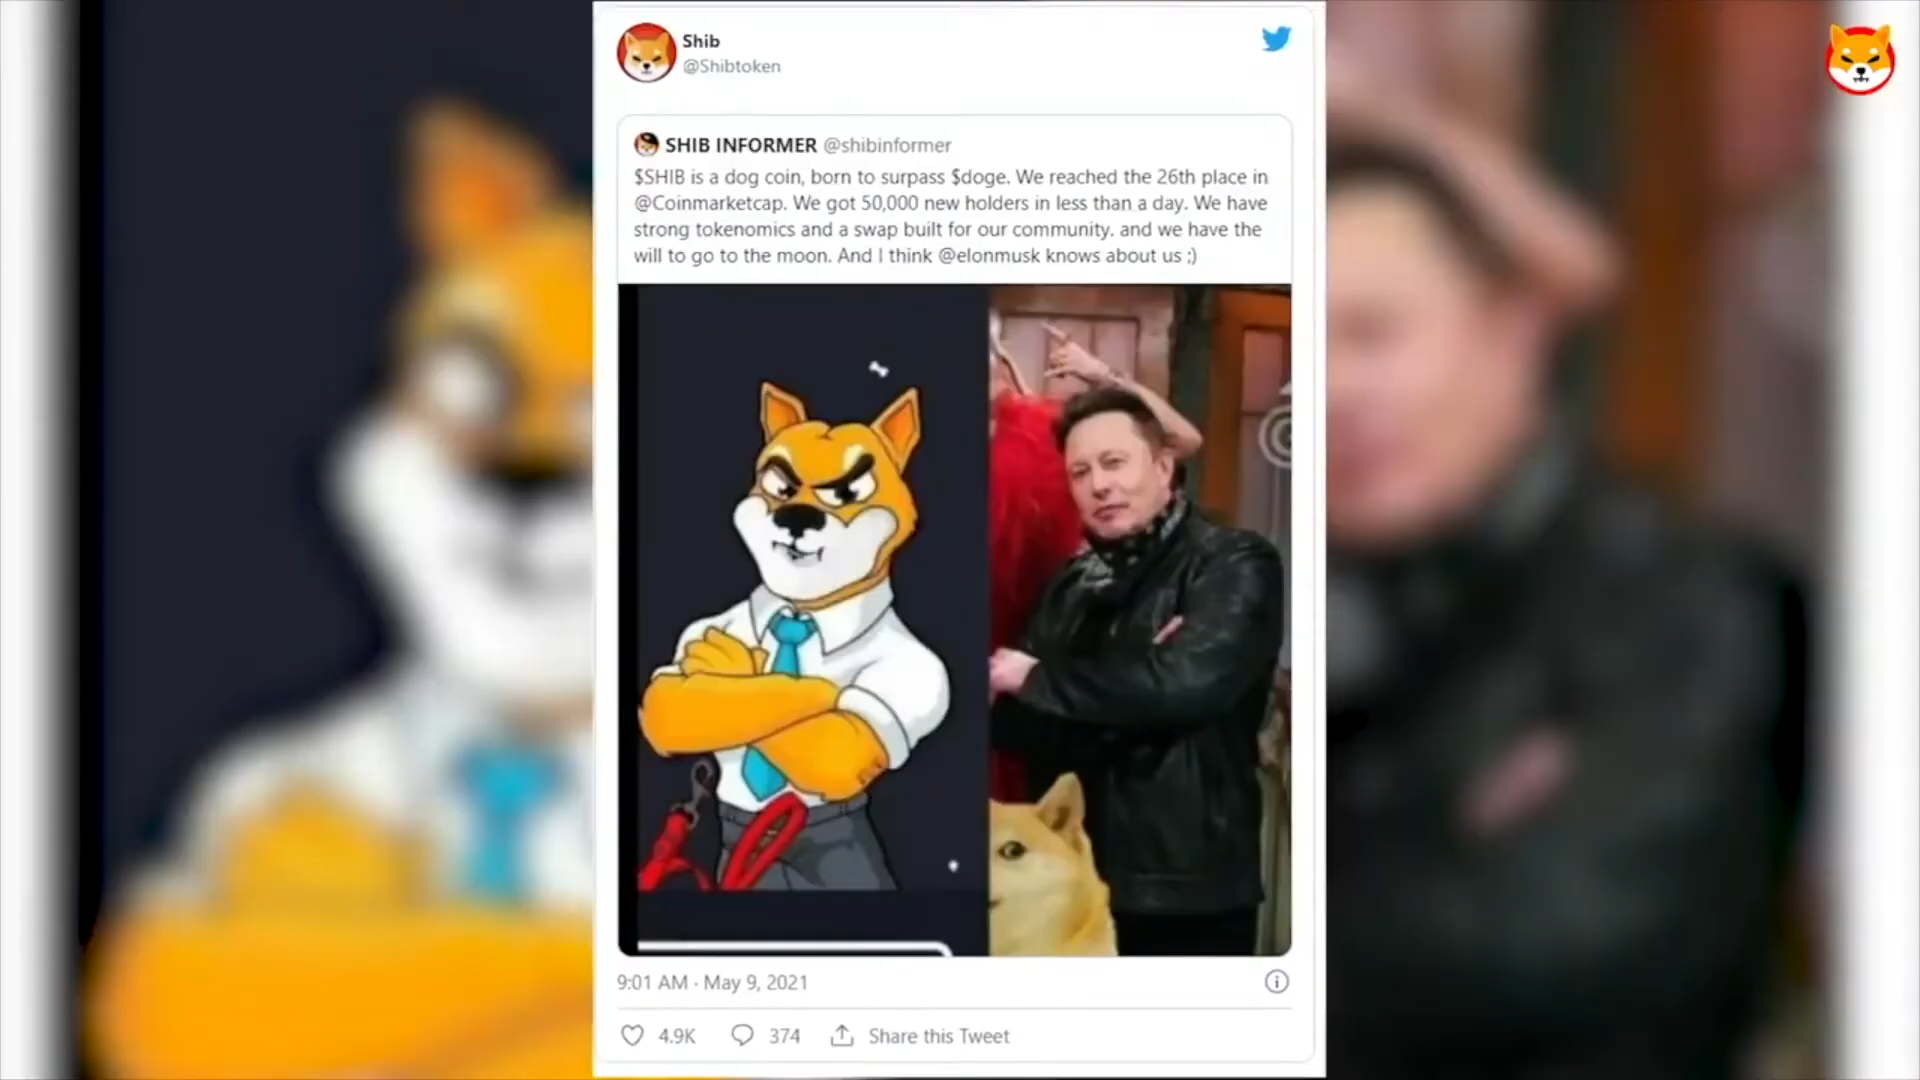 Shib
@Shibtoken
SHIB INFORMER @shibinformer
$SHIB is a dog coin, born to surpass $doge. We reached the 26th place in
@Coinmarketcap. We got 50,000 new holders in less than a day. We have
strong tokenomics and a swap built for our community. and we have the
will to go to the moon. And I think @elonmusk knows about us ;)
9:01 AM · May 9, 2021
4.9K 374 Share this Tweet